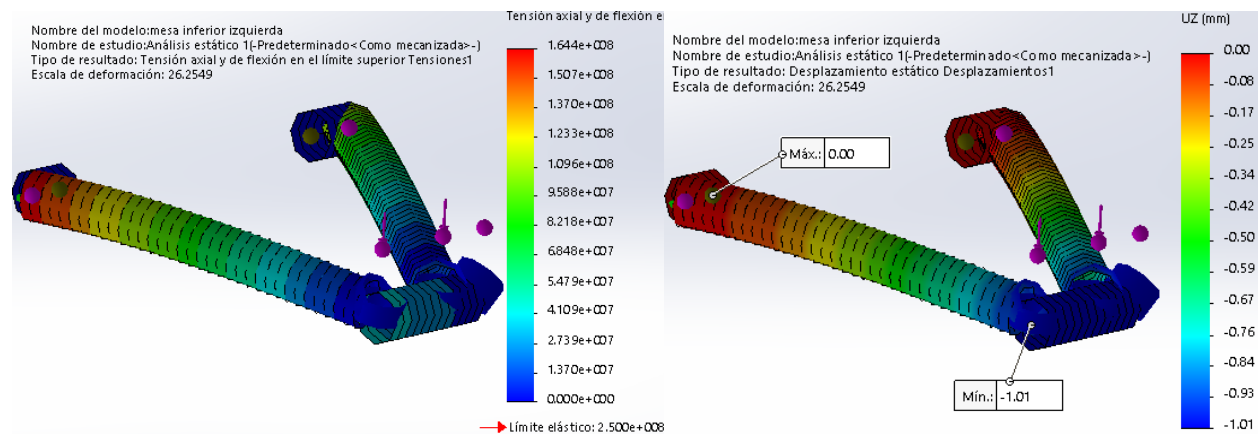 Nombre del modelo:mesa inferior izquierda
Nombre de estudio:Análisis estático 1(-Predeterminado<Como mecanizada>-)
Tipo de resultado: Tensión axial y de flexión en el límite superior Tensiones1
Escala de deformación: 26.2549
Tensión axial y de flexión e
1.644e+008
1.507e+008
1.370e+008
1.233e+008
1.096e+008
9.588e+007
8.218e+007
6.848e+007
5.479e+007
4.109e+007
2.739e+007
1.370e+007
0.000e+000
Límite elástico: 2.500e+008
Nombre del modelo:mesa inferior izquierda
Nombre de estudio:Análisis estático 1(-Predeterminado<Como mecanizada>-)
Tipo de resultado: Desplazamiento estático Desplazamientos1
Escala de deformación: 26.2549
Máx.: 0.00
Mín.: -1.01
UZ (mm)
0.00
-0.08
-0.17
-0.25
-0.34
-0.42
-0.50
-0.59
-0.67
-0.76
-0.84
-0.93
-1.01